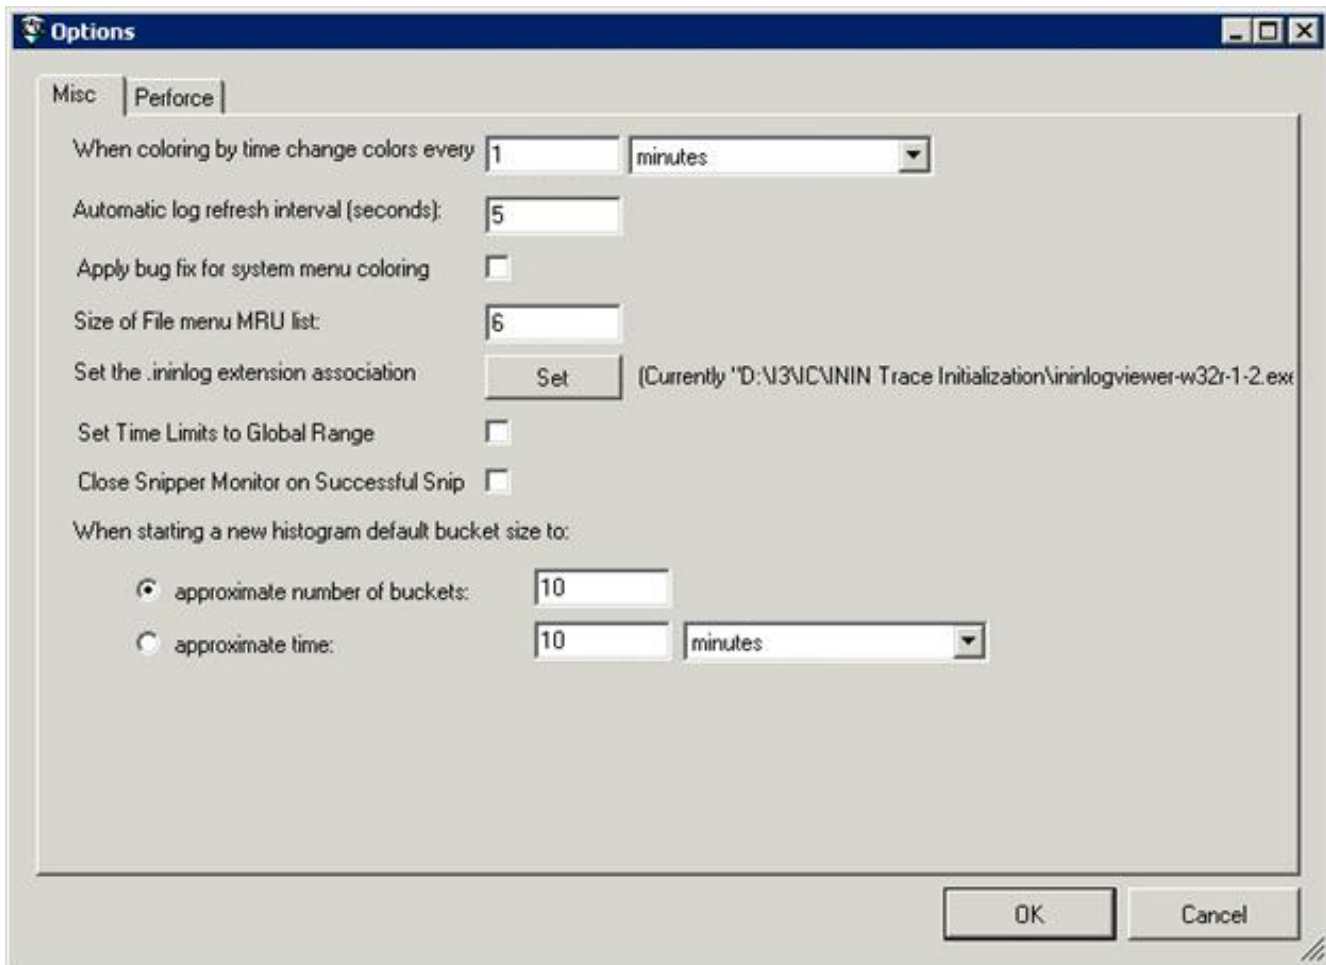 Options
Misc Perforce
When coloring by time change colors every 1 minutes
Automatic log refresh interval (seconds): 5
Apply bug fix for system menu coloring
Size of File menu MRU list: 6
Set the .ininlog extension association Set (Currently "D:\I3\IC\ININ Trace Initialization\ininlogviewer-w32r-1-2.exe
Set Time Limits to Global Range
Close Snipper Monitor on Successful Snip
When starting a new histogram default bucket size to:
approximate number of buckets: 10
approximate time: 10 minutes
OK Cancel